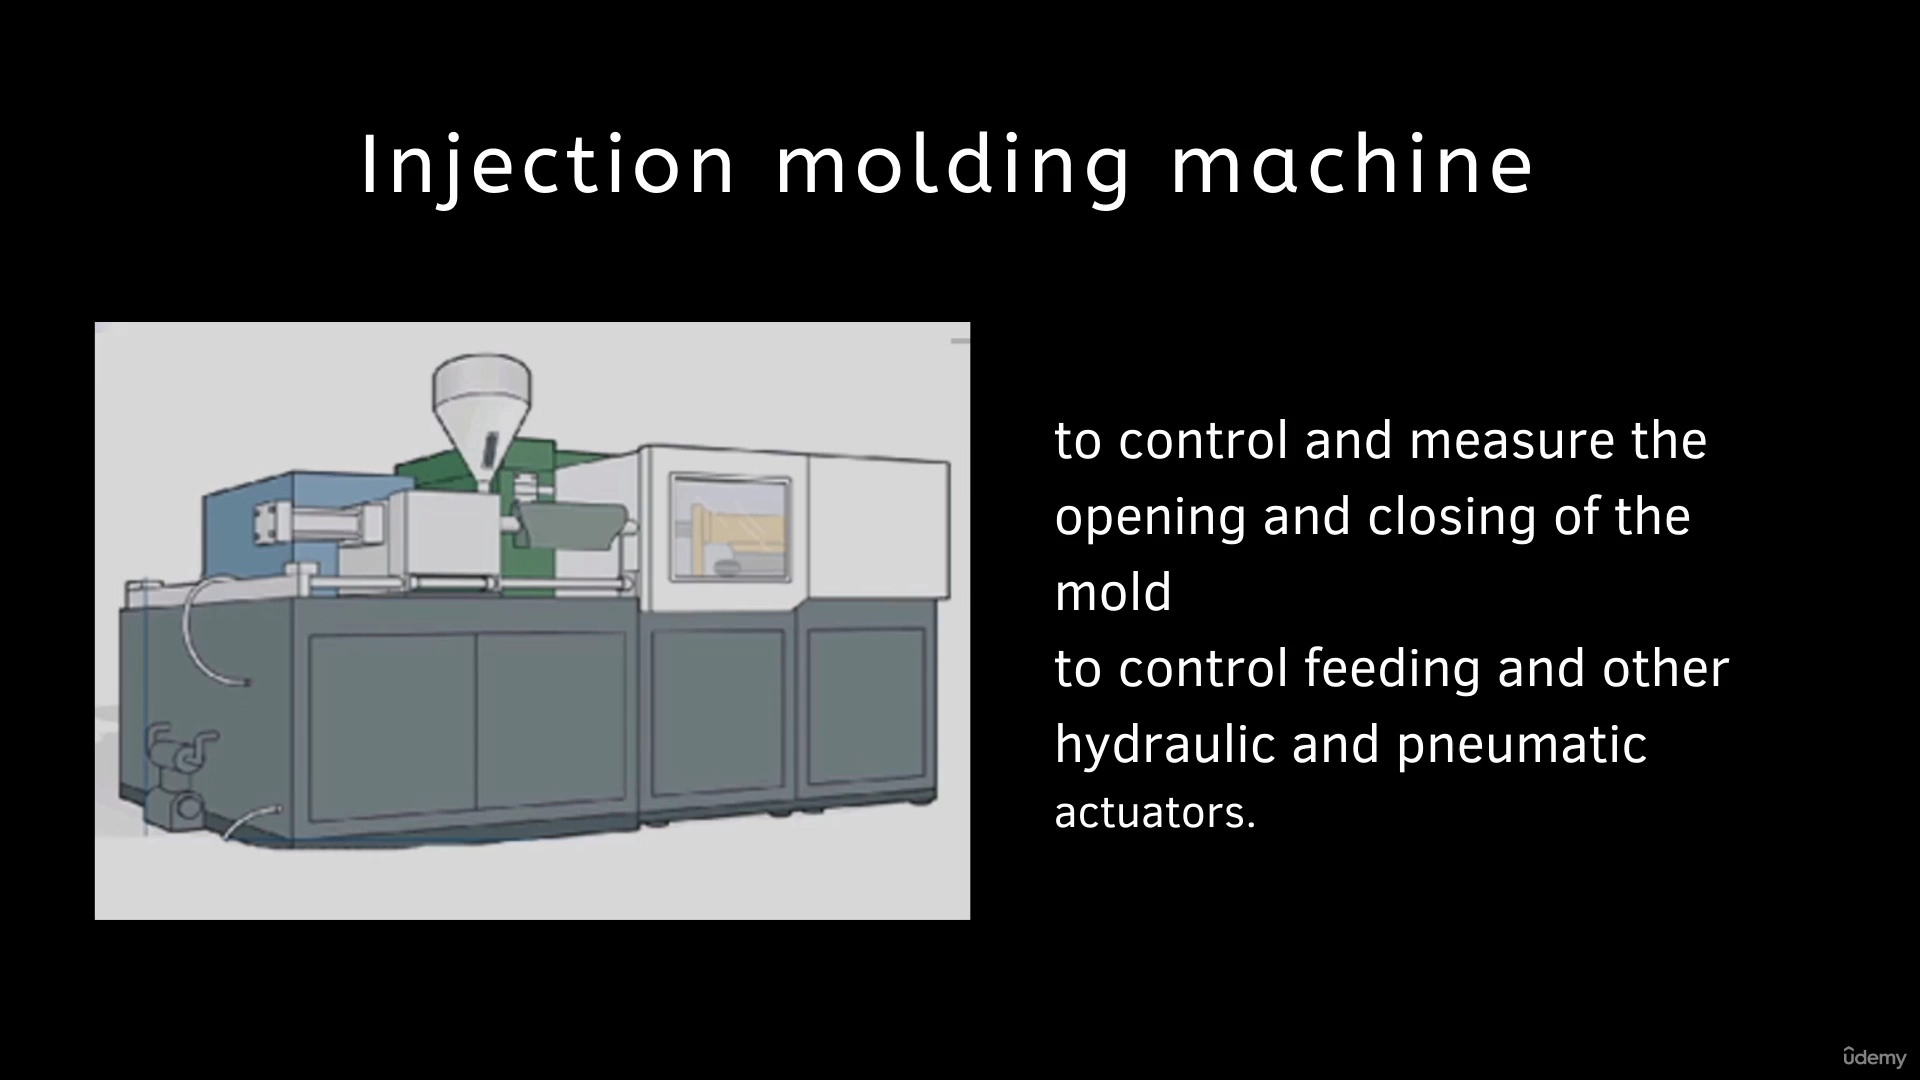 Injection molding machine
to control and measure the
opening and closing of the
mold
to control feeding and other
hydraulic and pneumatic
actuators.
ûdemy